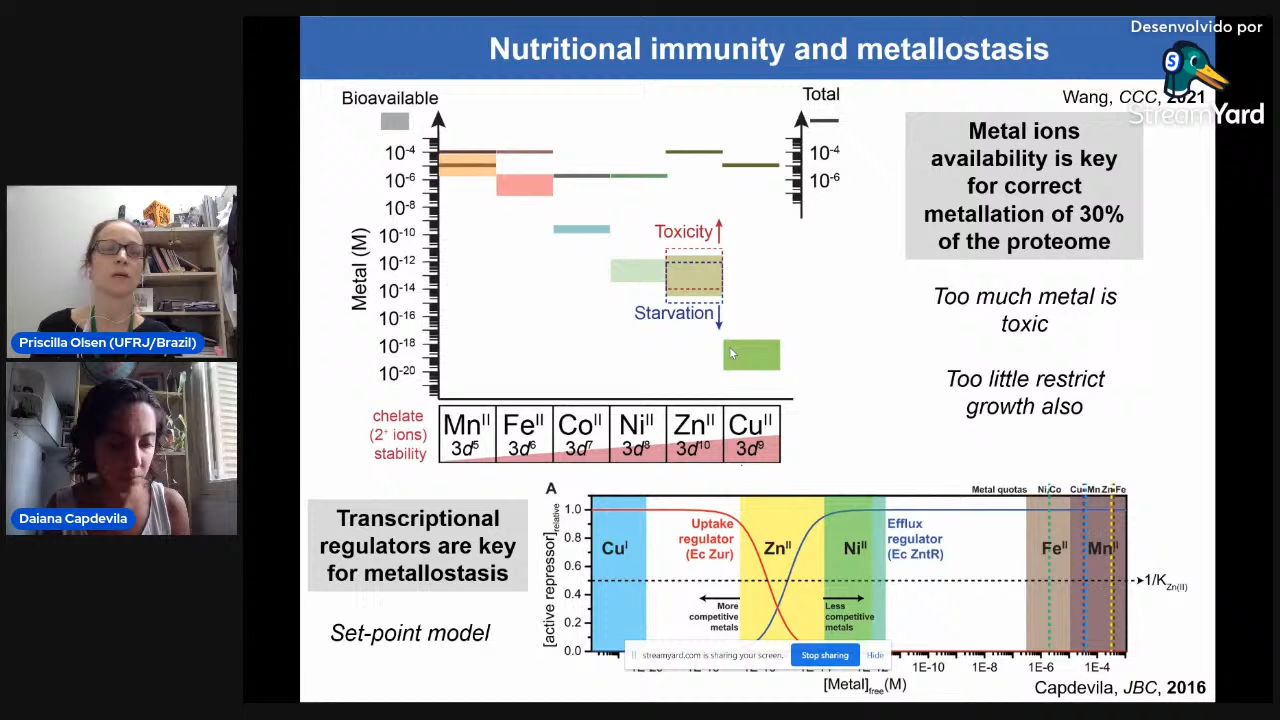 Nutritional immunity and metallostasis
Desenvolvido por
StreamYard
Wang, CCC, 2021
Bioavailable
Total
10⁻⁴
10⁻⁶
10⁻⁸
10⁻¹⁰
10⁻¹²
10⁻¹⁴
10⁻¹⁶
10⁻¹⁸
10⁻²⁰
Metal (M)
10⁻⁴
10⁻⁶
Toxicity
Starvation
chelate
(2⁺ ions)
stability
Mnᴵᴵ Feᴵᴵ Coᴵᴵ Niᴵᴵ Znᴵᴵ Cuᴵᴵ
3d⁵ 3d⁶ 3d⁷ 3d⁸ 3d¹⁰ 3d⁹
Metal ions
availability is key
for correct
metallation of 30%
of the proteome
Too much metal is
toxic
Too little restrict
growth also
Priscilla Olsen (UFRJ/Brazil)
Daiana Capdevila
Transcriptional
regulators are key
for metallostasis
Set-point model
A
Metal quotas Ni Co Cu Mn Zn Fe
[active repressor]relative
1.0
0.8
0.6
0.4
0.2
0.0
Cuᴵ
Uptake
regulator
(Ec Zur)
Znᴵᴵ
Niᴵᴵ
Efflux
regulator
(Ec ZntR)
Feᴵᴵ
Mnᴵᴵ
1/K Zn(II)
More
competitive
metals
Less
competitive
metals
streamyard.com is sharing your screen.
Stop sharing
Hide
1E-10 1E-8 1E-6 1E-4
[Metal]free(M)
Capdevila, JBC, 2016